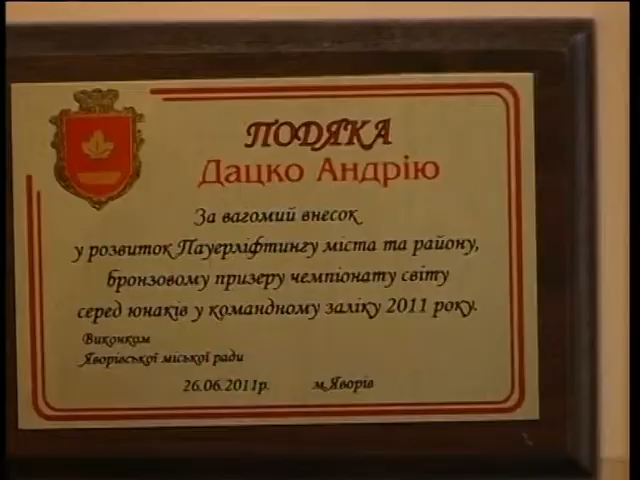 ПОДЯКА
Дацко Андрію
За вагомий внесок
у розвиток Пауерліфтингу міста та району,
бронзовому призеру чемпіонату світу
серед юнаків у командному заліку 2011 року.
Виконком
Яворівської міської ради
26.06.2011р. м.Яворів